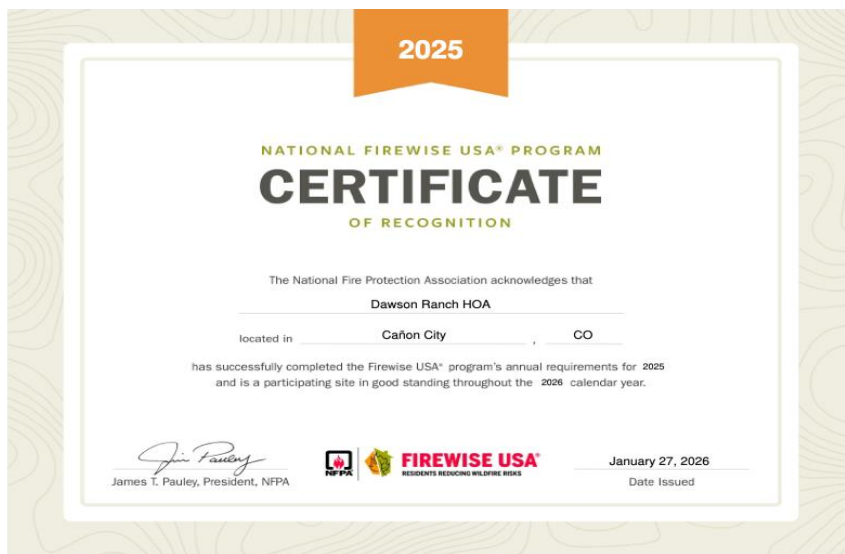 2025
NATIONAL FIREWISE USA® PROGRAM
CERTIFICATE
OF RECOGNITION
The National Fire Protection Association acknowledges that
Dawson Ranch HOA
located in Cañon City , CO
has successfully completed the Firewise USA® program's annual requirements for 2025
and is a participating site in good standing throughout the 2026 calendar year.
Jim Pauley
NFPA
FIREWISE USA®
RESIDENTS REDUCING WILDFIRE RISKS
January 27, 2026
James T. Pauley, President, NFPA
Date Issued